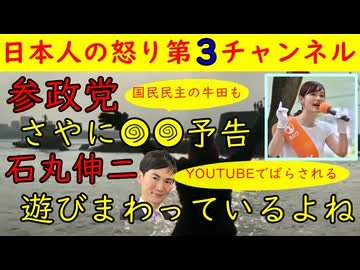 日本人の怒り第3チャンネル
参政党
国民民主の牛田も
さやに◎◎予告
石丸伸二
YOUTUBEでばらされる
遊びまわっているよね